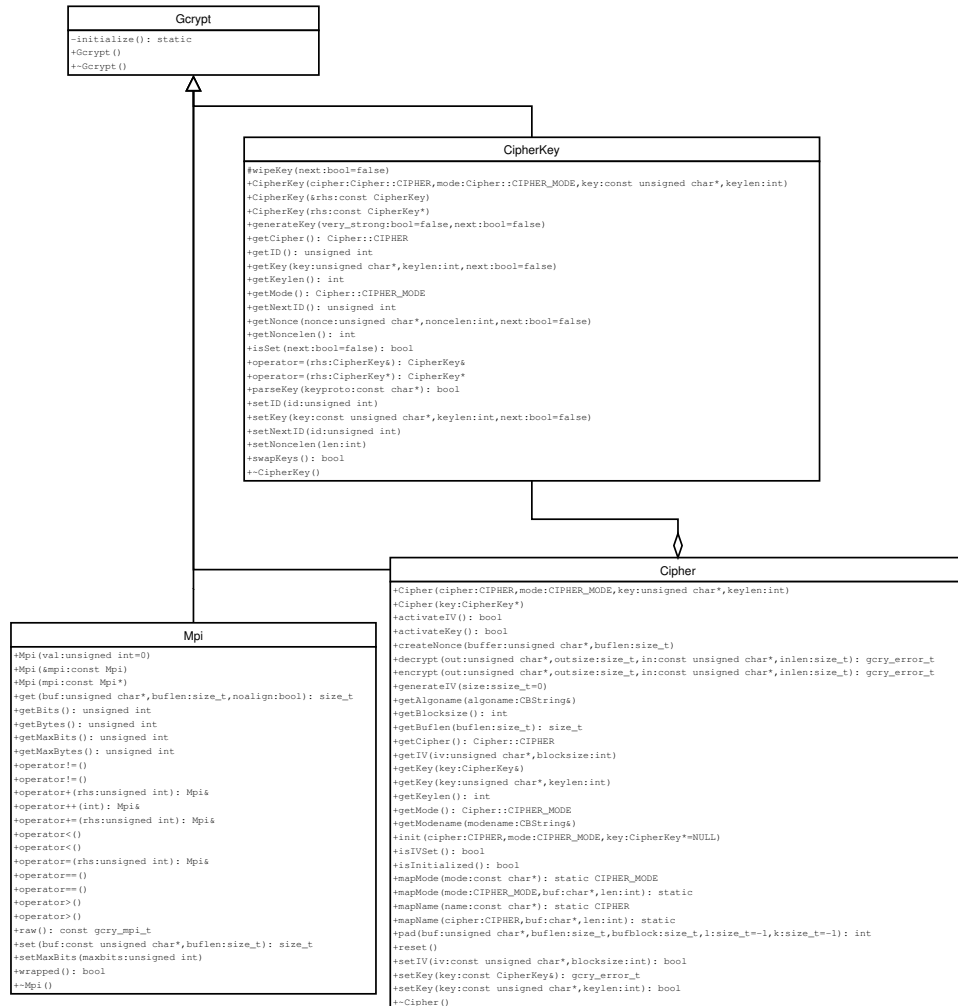 Gcrypt
-initialize(): static
+Gcrypt()
+~Gcrypt()
CipherKey
#wipeKey(next:bool=false)
+CipherKey(cipher:Cipher::CIPHER,mode:Cipher::CIPHER_MODE,key:const unsigned char*,keylen:int)
+CipherKey(&rhs:const CipherKey)
+CipherKey(rhs:const CipherKey*)
+generateKey(very_strong:bool=false,next:bool=false)
+getCipher(): Cipher::CIPHER
+getID(): unsigned int
+getKey(key:unsigned char*,keylen:int,next:bool=false)
+getKeylen(): int
+getMode(): Cipher::CIPHER_MODE
+getNextID(): unsigned int
+getNonce(nonce:unsigned char*,noncelen:int,next:bool=false)
+getNoncelen(): int
+isSet(next:bool=false): bool
+operator=(rhs:CipherKey&): CipherKey&
+operator=(rhs:CipherKey*): CipherKey*
+parseKey(keyproto:const char*): bool
+setID(id:unsigned int)
+setKey(key:const unsigned char*,keylen:int,next:bool=false)
+setNextID(id:unsigned int)
+setNoncelen(len:int)
+swapKeys(): bool
+~CipherKey()
Mpi
+Mpi(val:unsigned int=0)
+Mpi(&mpi:const Mpi)
+Mpi(mpi:const Mpi*)
+get(buf:unsigned char*,buflen:size_t,noalign:bool): size_t
+getBits(): unsigned int
+getBytes(): unsigned int
+getMaxBits(): unsigned int
+getMaxBytes(): unsigned int
+operator!=()
+operator!=()
+operator+(rhs:unsigned int): Mpi&
+operator++(int): Mpi&
+operator+=(rhs:unsigned int): Mpi&
+operator<()
+operator<()
+operator=(rhs:unsigned int): Mpi&
+operator==()
+operator==()
+operator>()
+operator>()
+raw(): const gcry_mpi_t
+set(buf:const unsigned char*,buflen:size_t): size_t
+setMaxBits(maxbits:unsigned int)
+wrapped(): bool
+~Mpi()
Cipher
+Cipher(cipher:CIPHER,mode:CIPHER_MODE,key:unsigned char*,keylen:int)
+Cipher(key:CipherKey*)
+activateIV(): bool
+activateKey(): bool
+createNonce(buffer:unsigned char*,buflen:size_t)
+decrypt(out:unsigned char*,outsize:size_t,in:const unsigned char*,inlen:size_t): gcry_error_t
+encrypt(out:unsigned char*,outsize:size_t,in:const unsigned char*,inlen:size_t): gcry_error_t
+generateIV(size:ssize_t=0)
+getAlgoname(algoname:CBString&)
+getBlocksize(): int
+getBuflen(buflen:size_t): size_t
+getCipher(): Cipher::CIPHER
+getIV(iv:unsigned char*,blocksize:int)
+getKey(key:CipherKey&)
+getKey(key:unsigned char*,keylen:int)
+getKeylen(): int
+getMode(): Cipher::CIPHER_MODE
+getModename(modename:CBString&)
+init(cipher:CIPHER,mode:CIPHER_MODE,key:CipherKey*=NULL)
+isIVSet(): bool
+isInitialized(): bool
+mapMode(mode:const char*): static CIPHER_MODE
+mapMode(mode:CIPHER_MODE,buf:char*,len:int): static
+mapName(name:const char*): static CIPHER
+mapName(cipher:CIPHER,buf:char*,len:int): static
+pad(buf:unsigned char*,buflen:size_t,bufblock:size_t,l:size_t=-1,k:size_t=-1): int
+reset()
+setIV(iv:const unsigned char*,blocksize:int): bool
+setKey(key:const CipherKey&): gcry_error_t
+setKey(key:const unsigned char*,keylen:int): bool
+~Cipher()